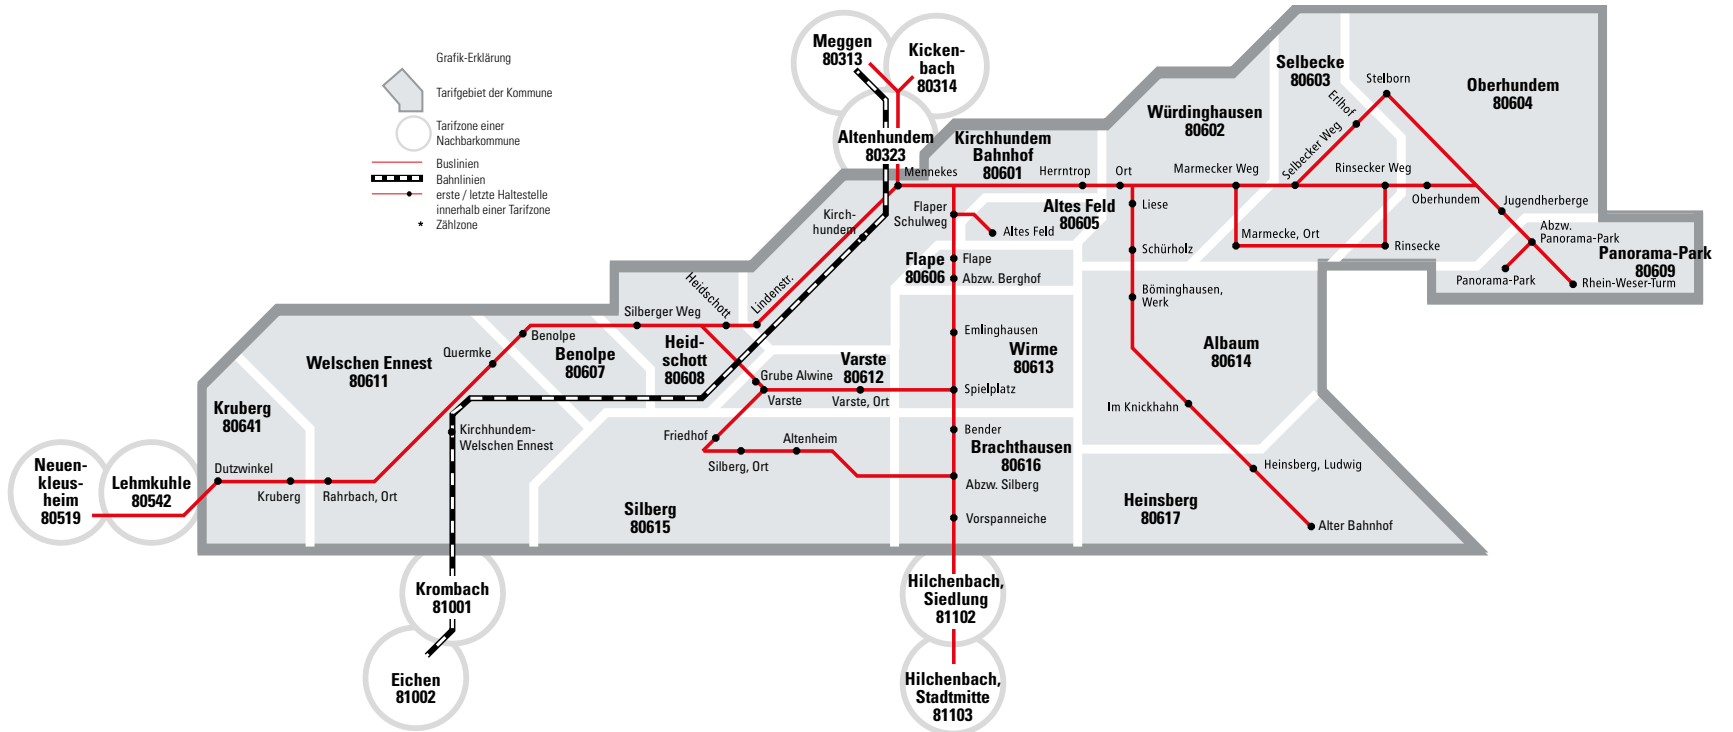 Grafik-Erklärung
Tarifgebiet der Kommune
Tarifzone einer
Nachbarkommune
Buslinien
Bahnlinien
erste / letzte Haltestelle
innerhalb einer Tarifzone
* Zählzone
Meggen
80313
Kicken-
bach
80314
Altenhundem
80323
Kirchhundem
Bahnhof
80601
Würdinghausen
80602
Selbecke
80603
Oberhundem
80604
Altes Feld
80605
Flape
80606
Panorama-Park
80609
Mennekes
Herrntrop
Ort
Marmecker Weg
Selbecker Weg
Erlhof
Stelborn
Rinsecker Weg
Oberhundem
Jugendherberge
Abzw.
Panorama-Park
Panorama-Park
Rhein-Weser-Turm
Marmecke, Ort
Rinsecke
Liese
Schürholz
Böminghausen,
Werk
Im Knickhahn
Heinsberg, Ludwig
Alter Bahnhof
Flaper
Schulweg
Altes Feld
Flape
Abzw. Berghof
Emlinghausen
Spielplatz
Bender
Abzw. Silberg
Vorspanneiche
Kirch-
hundem
Lindenstr.
Heidschott
Silberger Weg
Benolpe
Quermke
Welschen Ennest
80611
Benolpe
80607
Heid-
schott
80608
Varste
80612
Wirme
80613
Albaum
80614
Grube Alwine
Varste
Varste, Ort
Kruberg
80641
Kirchhundem-
Welschen Ennest
Friedhof
Silberg, Ort
Altenheim
Brachthausen
80616
Heinsberg
80617
Silberg
80615
Neuen-
kleus-
heim
80519
Lehmkuhle
80542
Dutzwinkel
Kruberg
Rahrbach, Ort
Krombach
81001
Eichen
81002
Hilchenbach,
Siedlung
81102
Hilchenbach,
Stadtmitte
81103